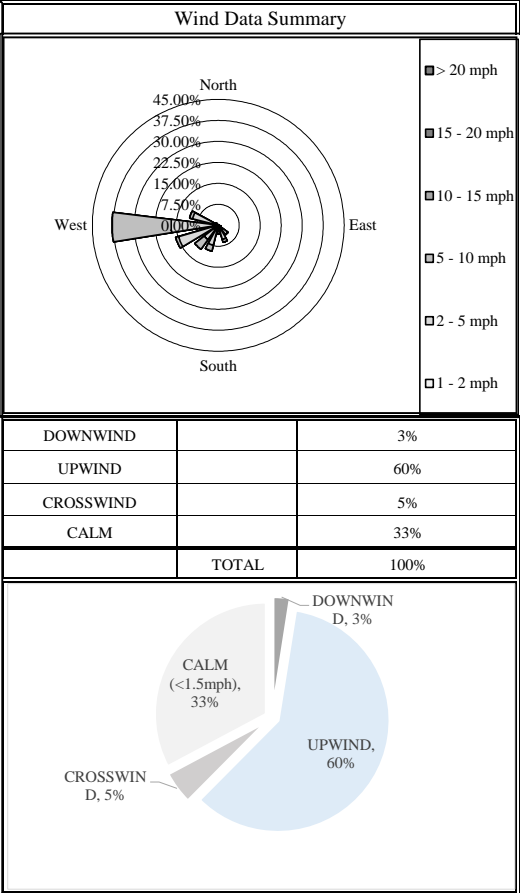 Wind Data Summary
North
45.00%
37.50%
30.00%
22.50%
15.00%
7.50%
0.00%
West
East
South
> 20 mph
15 - 20 mph
10 - 15 mph
5 - 10 mph
2 - 5 mph
1 - 2 mph
DOWNWIND 3%
UPWIND 60%
CROSSWIND 5%
CALM 33%
TOTAL 100%
DOWNWIN
D, 3%
CALM
(<1.5mph),
33%
UPWIND,
60%
CROSSWIN
D, 5%